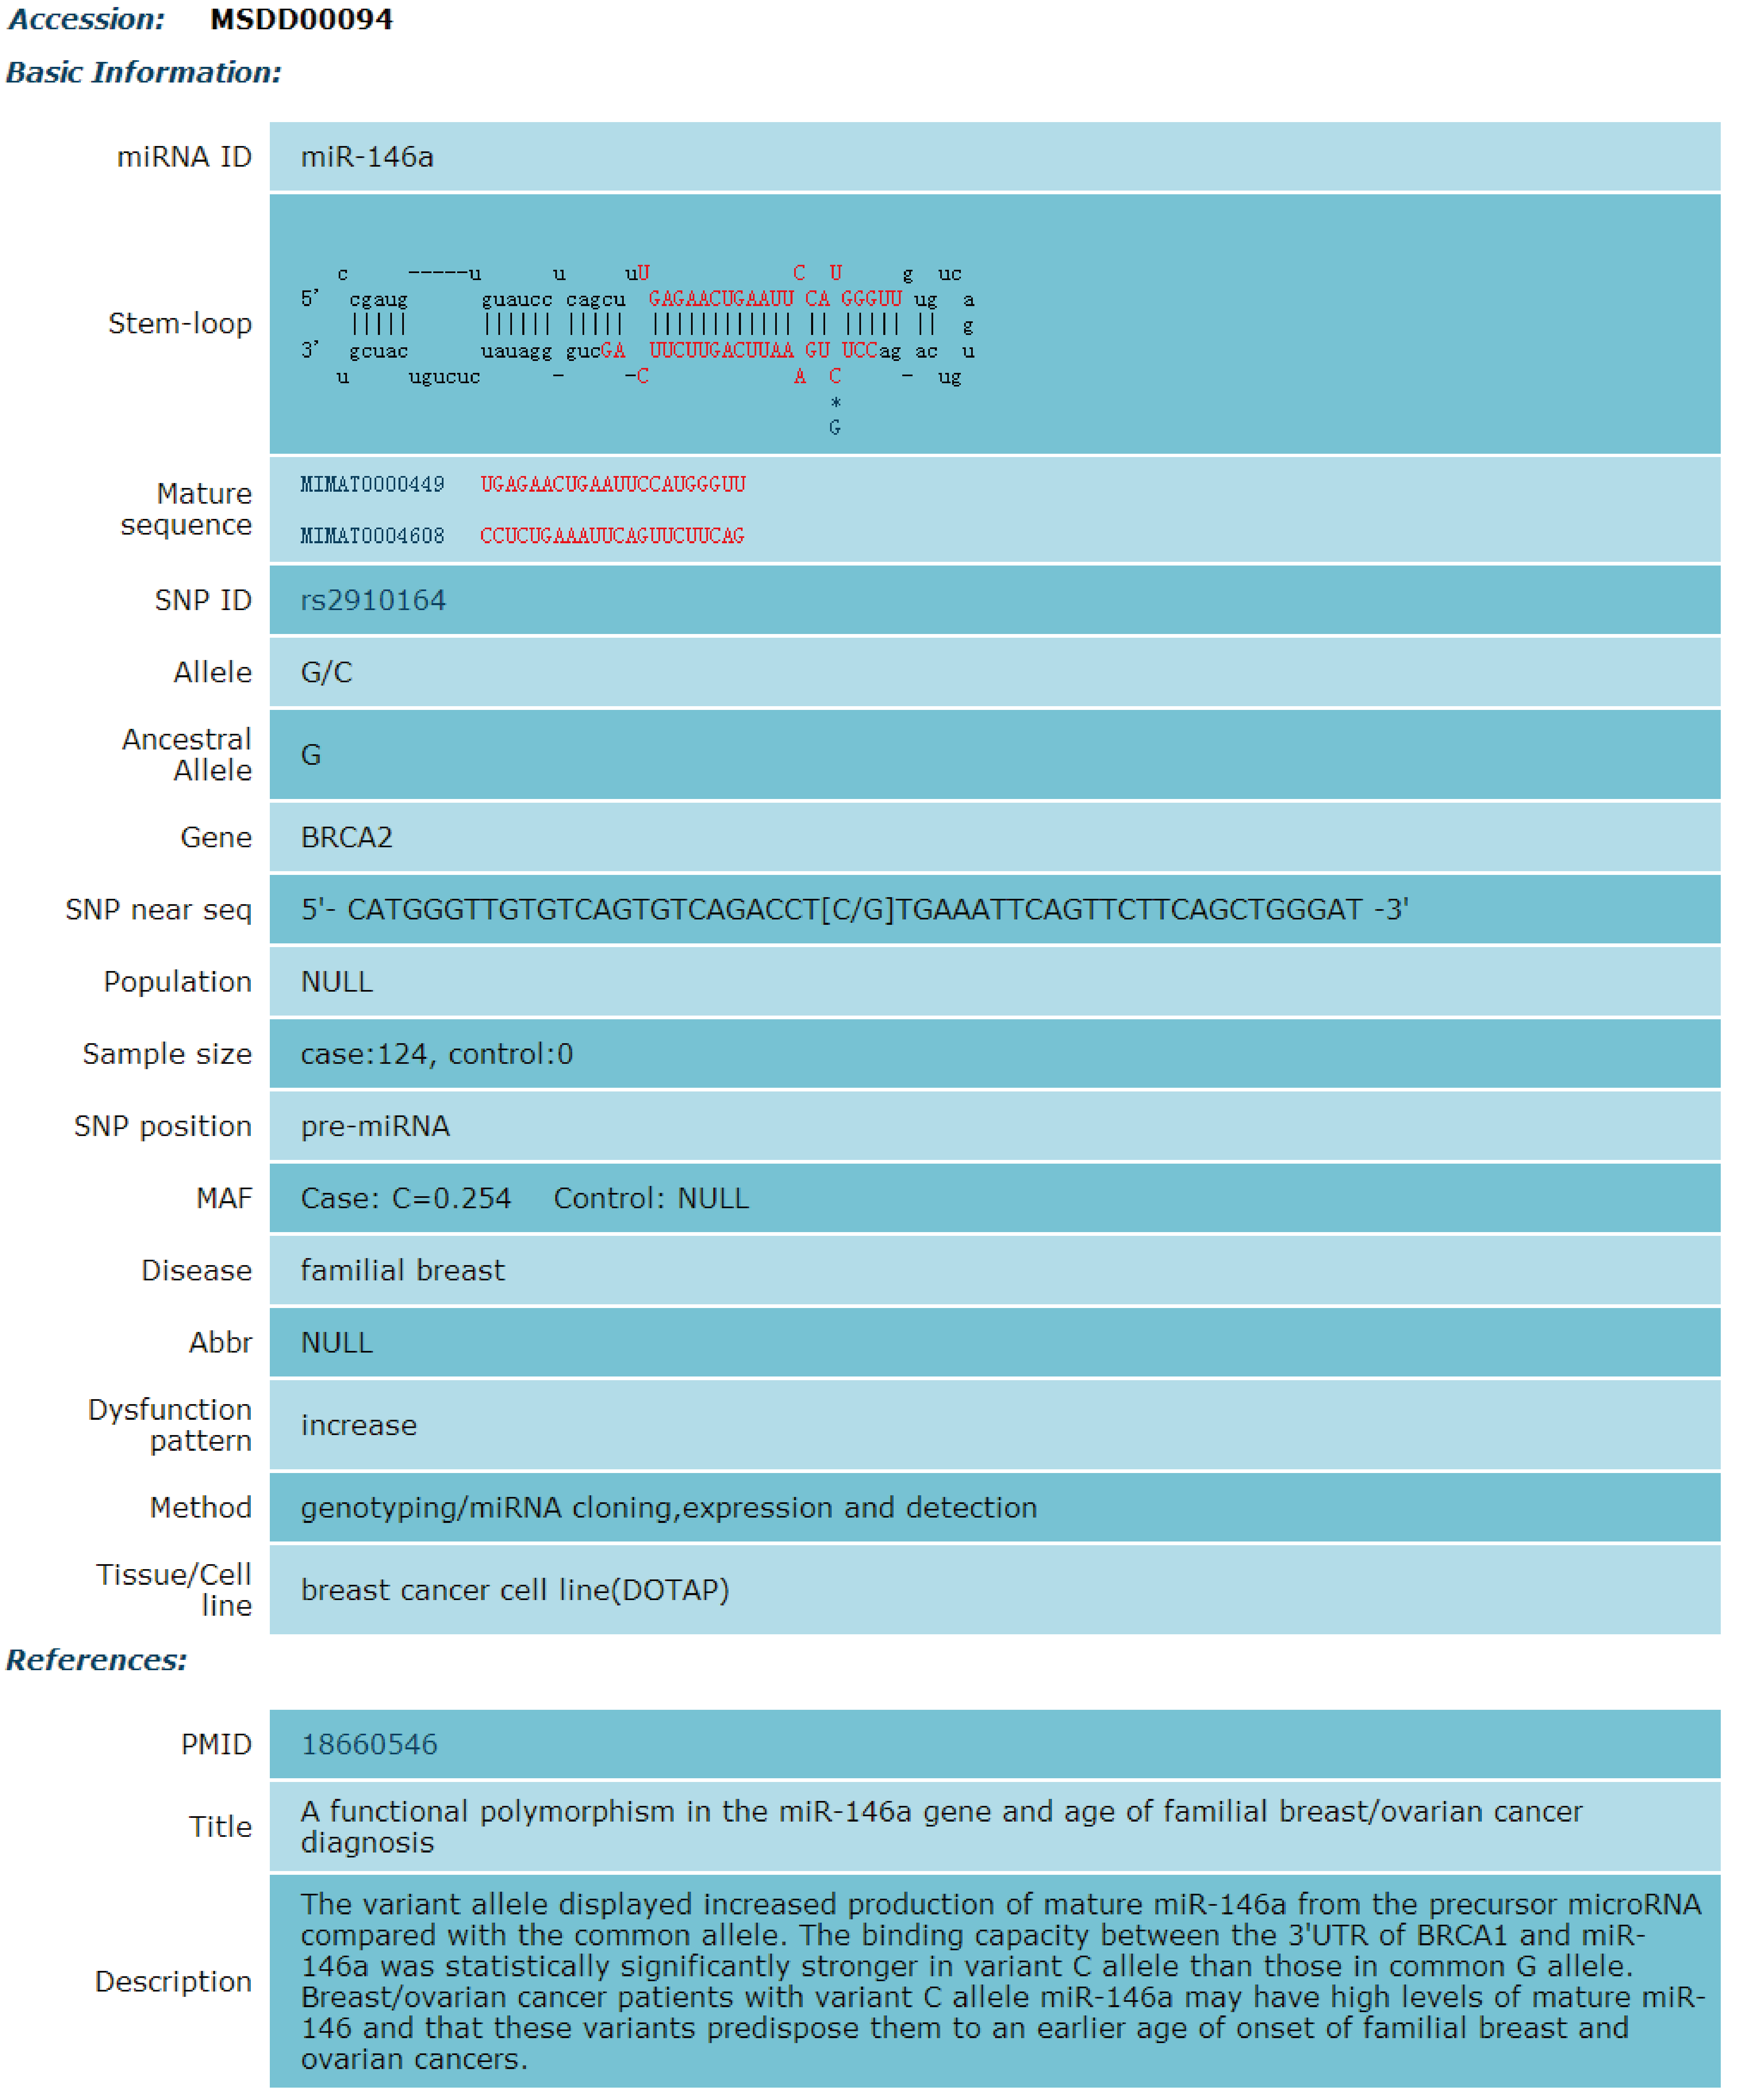 Accession: MSDD00094
Basic Information:
miRNA ID miR-146a
Stem-loop
c -----u u uU C U g uc
5' cgaug guaucc cagcu GAGAACUGAAUU CA GGGUU ug a
||||| |||||| ||||| |||||||||||| || ||||| || g
3' gcuac uauagg gucGA UUCUUGACUUAA GU UCCag ac u
u ugucuc - -C A C - ug
*
G
Mature sequence
MIMAT0000449 UGAGAACUGAAUUCCAUGGGUU
MIMAT0004608 CCUCUGAAAUUCAGUUCUUCAG
SNP ID rs2910164
Allele G/C
Ancestral Allele G
Gene BRCA2
SNP near seq 5'- CATGGGTTGTGTCAGTGTCAGACCT[C/G]TGAAATTCAGTTCTTCAGCTGGGAT -3'
Population NULL
Sample size case:124, control:0
SNP position pre-miRNA
MAF Case: C=0.254 Control: NULL
Disease familial breast
Abbr NULL
Dysfunction pattern increase
Method genotyping/miRNA cloning,expression and detection
Tissue/Cell line breast cancer cell line(DOTAP)
References:
PMID 18660546
Title A functional polymorphism in the miR-146a gene and age of familial breast/ovarian cancer
diagnosis
Description The variant allele displayed increased production of mature miR-146a from the precursor microRNA
compared with the common allele. The binding capacity between the 3'UTR of BRCA1 and miR-
146a was statistically significantly stronger in variant C allele than those in common G allele.
Breast/ovarian cancer patients with variant C allele miR-146a may have high levels of mature miR-
146 and that these variants predispose them to an earlier age of onset of familial breast and
ovarian cancers.